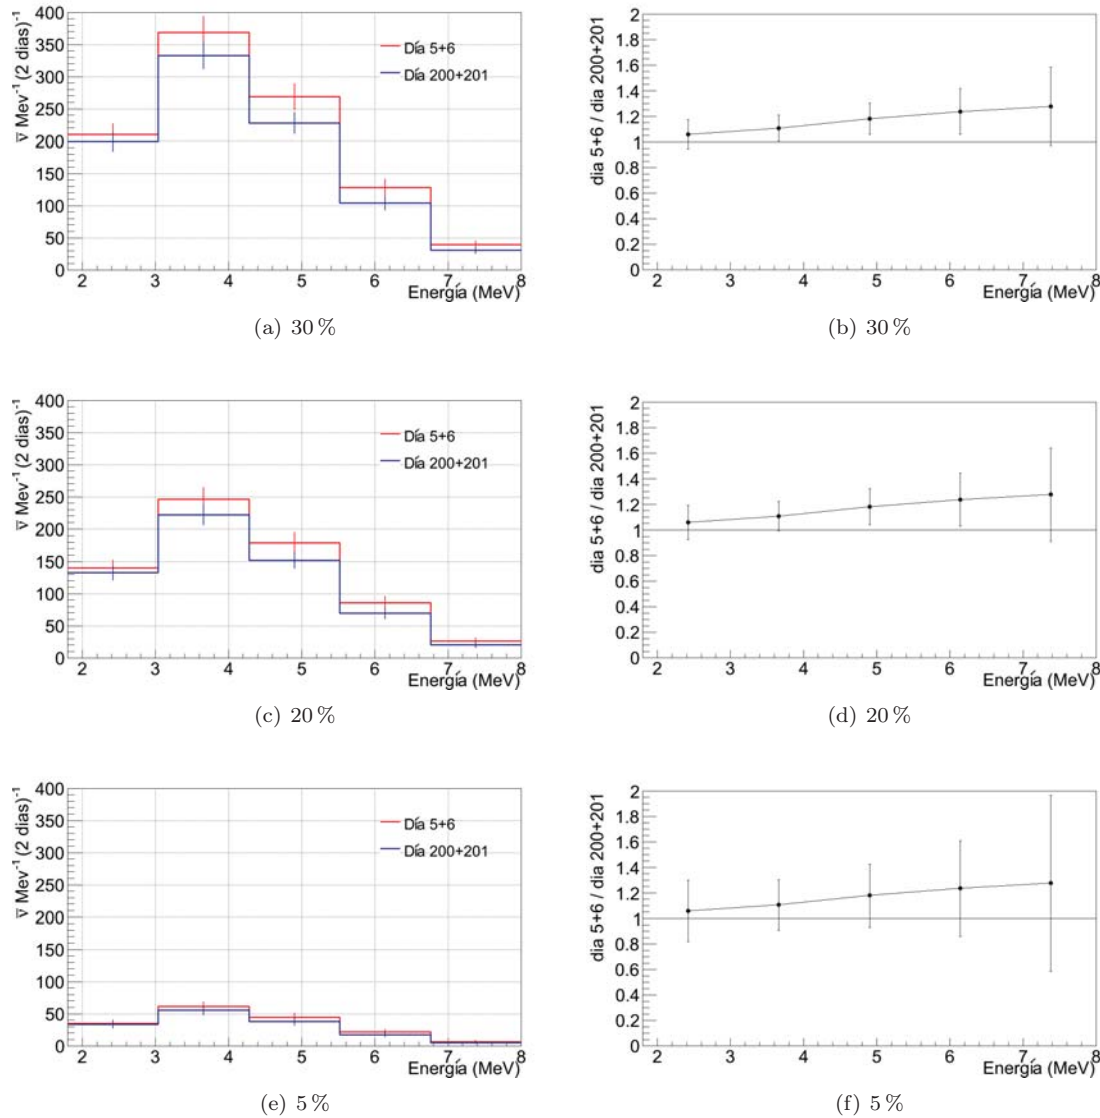 ν̅ Mev⁻¹ (2 dias)⁻¹
400
350
300
250
200
150
100
50
0
Día 5+6
Día 200+201
2 3 4 5 6 7 8
Energía (MeV)
(a) 30 %
dia 5+6 / dia 200+201
2
1.8
1.6
1.4
1.2
1
0.8
0.6
0.4
0.2
0
2 3 4 5 6 7 8
Energía (MeV)
(b) 30 %
ν̅ Mev⁻¹ (2 dias)⁻¹
400
350
300
250
200
150
100
50
0
Día 5+6
Día 200+201
2 3 4 5 6 7 8
Energía (MeV)
(c) 20 %
dia 5+6 / dia 200+201
2
1.8
1.6
1.4
1.2
1
0.8
0.6
0.4
0.2
0
2 3 4 5 6 7 8
Energía (MeV)
(d) 20 %
ν̅ Mev⁻¹ (2 dias)⁻¹
400
350
300
250
200
150
100
50
0
Día 5+6
Día 200+201
2 3 4 5 6 7 8
Energía (MeV)
(e) 5 %
dia 5+6 / dia 200+201
2
1.8
1.6
1.4
1.2
1
0.8
0.6
0.4
0.2
0
2 3 4 5 6 7 8
Energía (MeV)
(f) 5 %